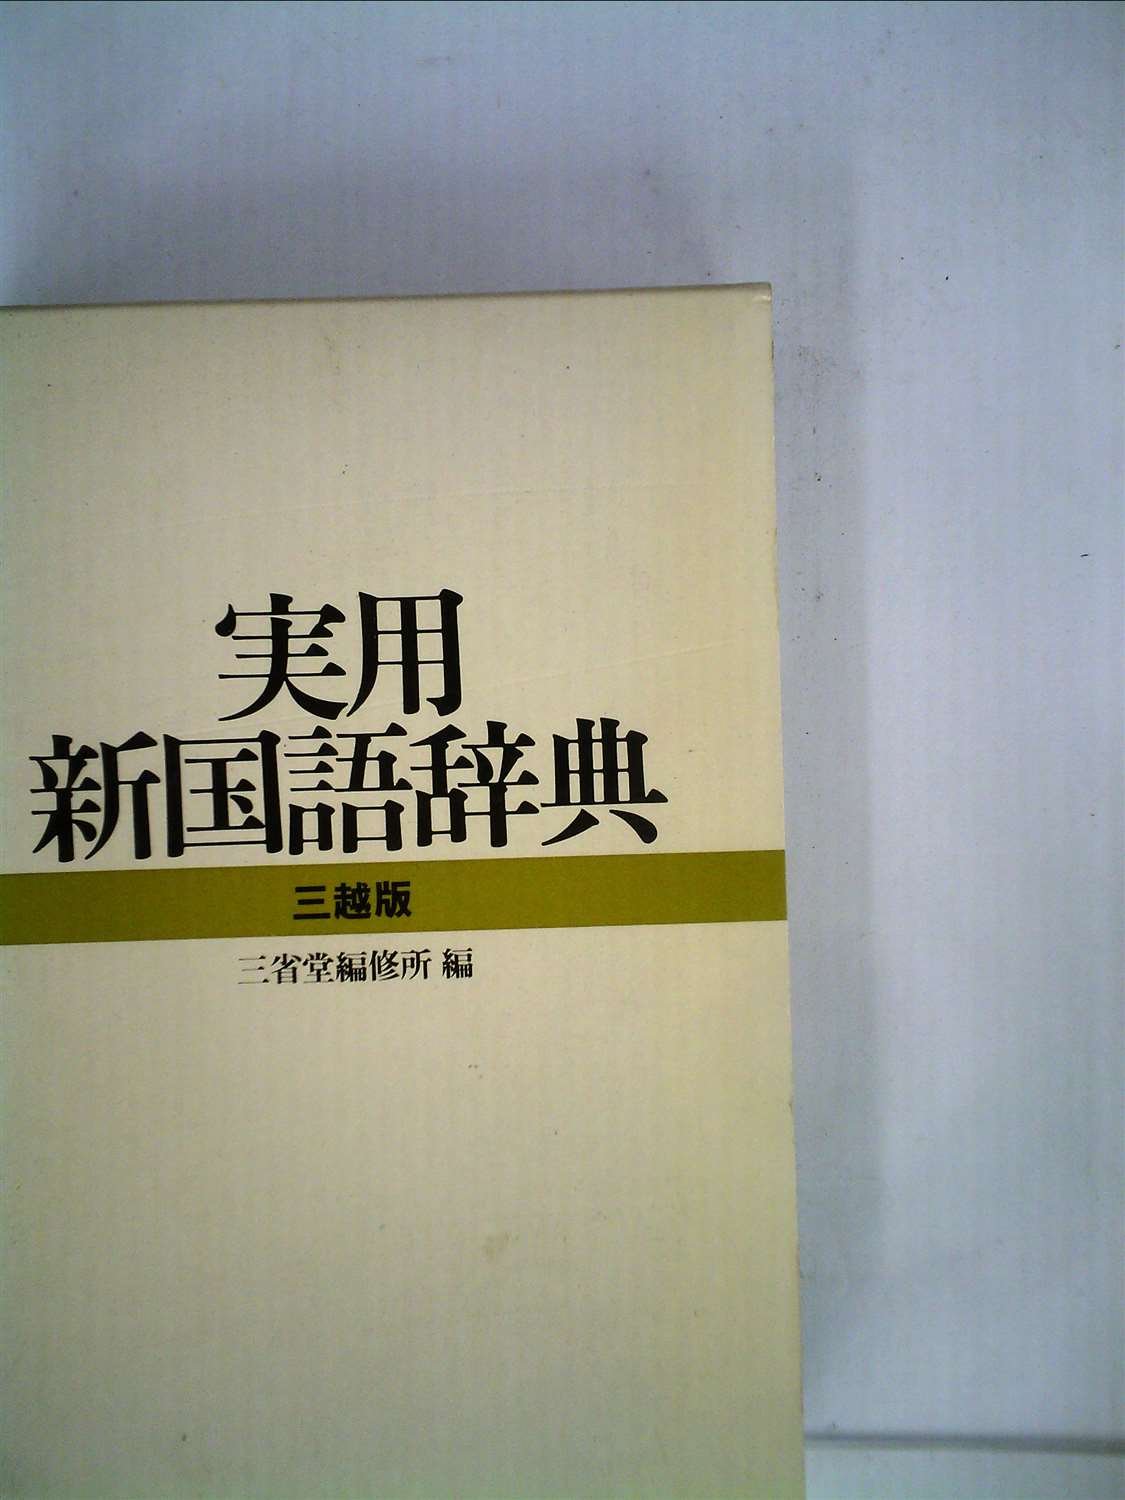 実用
新国語辞典
三越版
三省堂編修所 編